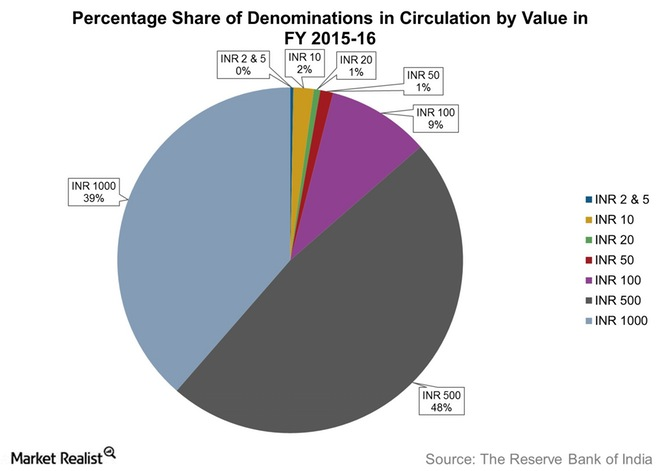 Percentage Share of Denominations in Circulation by Value in
FY 2015-16
INR 2 & 5
0%
INR 10
2%
INR 20
1%
INR 50
1%
INR 100
9%
INR 1000
39%
INR 500
48%
INR 2 & 5
INR 10
INR 20
INR 50
INR 100
INR 500
INR 1000
Market Realist
Source: The Reserve Bank of India